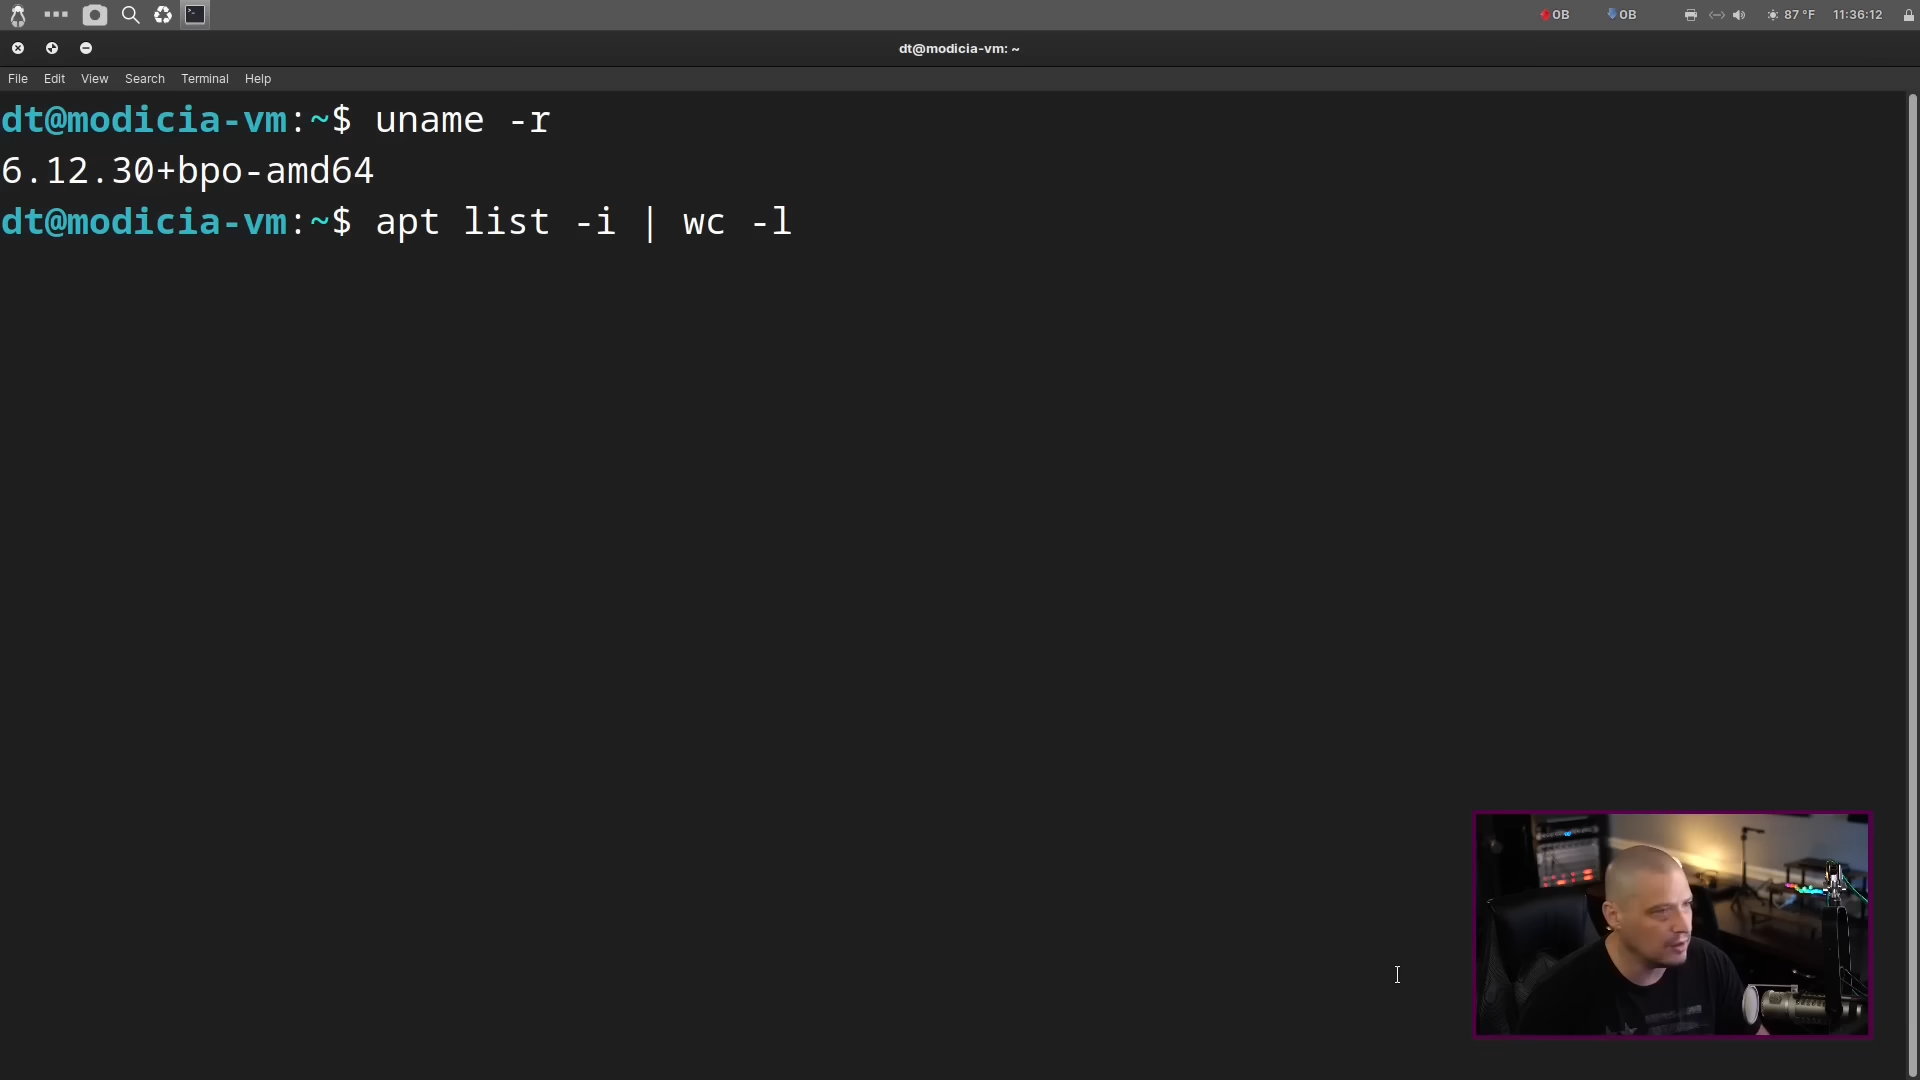 0B 0B 87 °F 11:36:12
dt@modicia-vm: ~
File Edit View Search Terminal Help
dt@modicia-vm:~$ uname -r
6.12.30+bpo-amd64
dt@modicia-vm:~$ apt list -i | wc -l